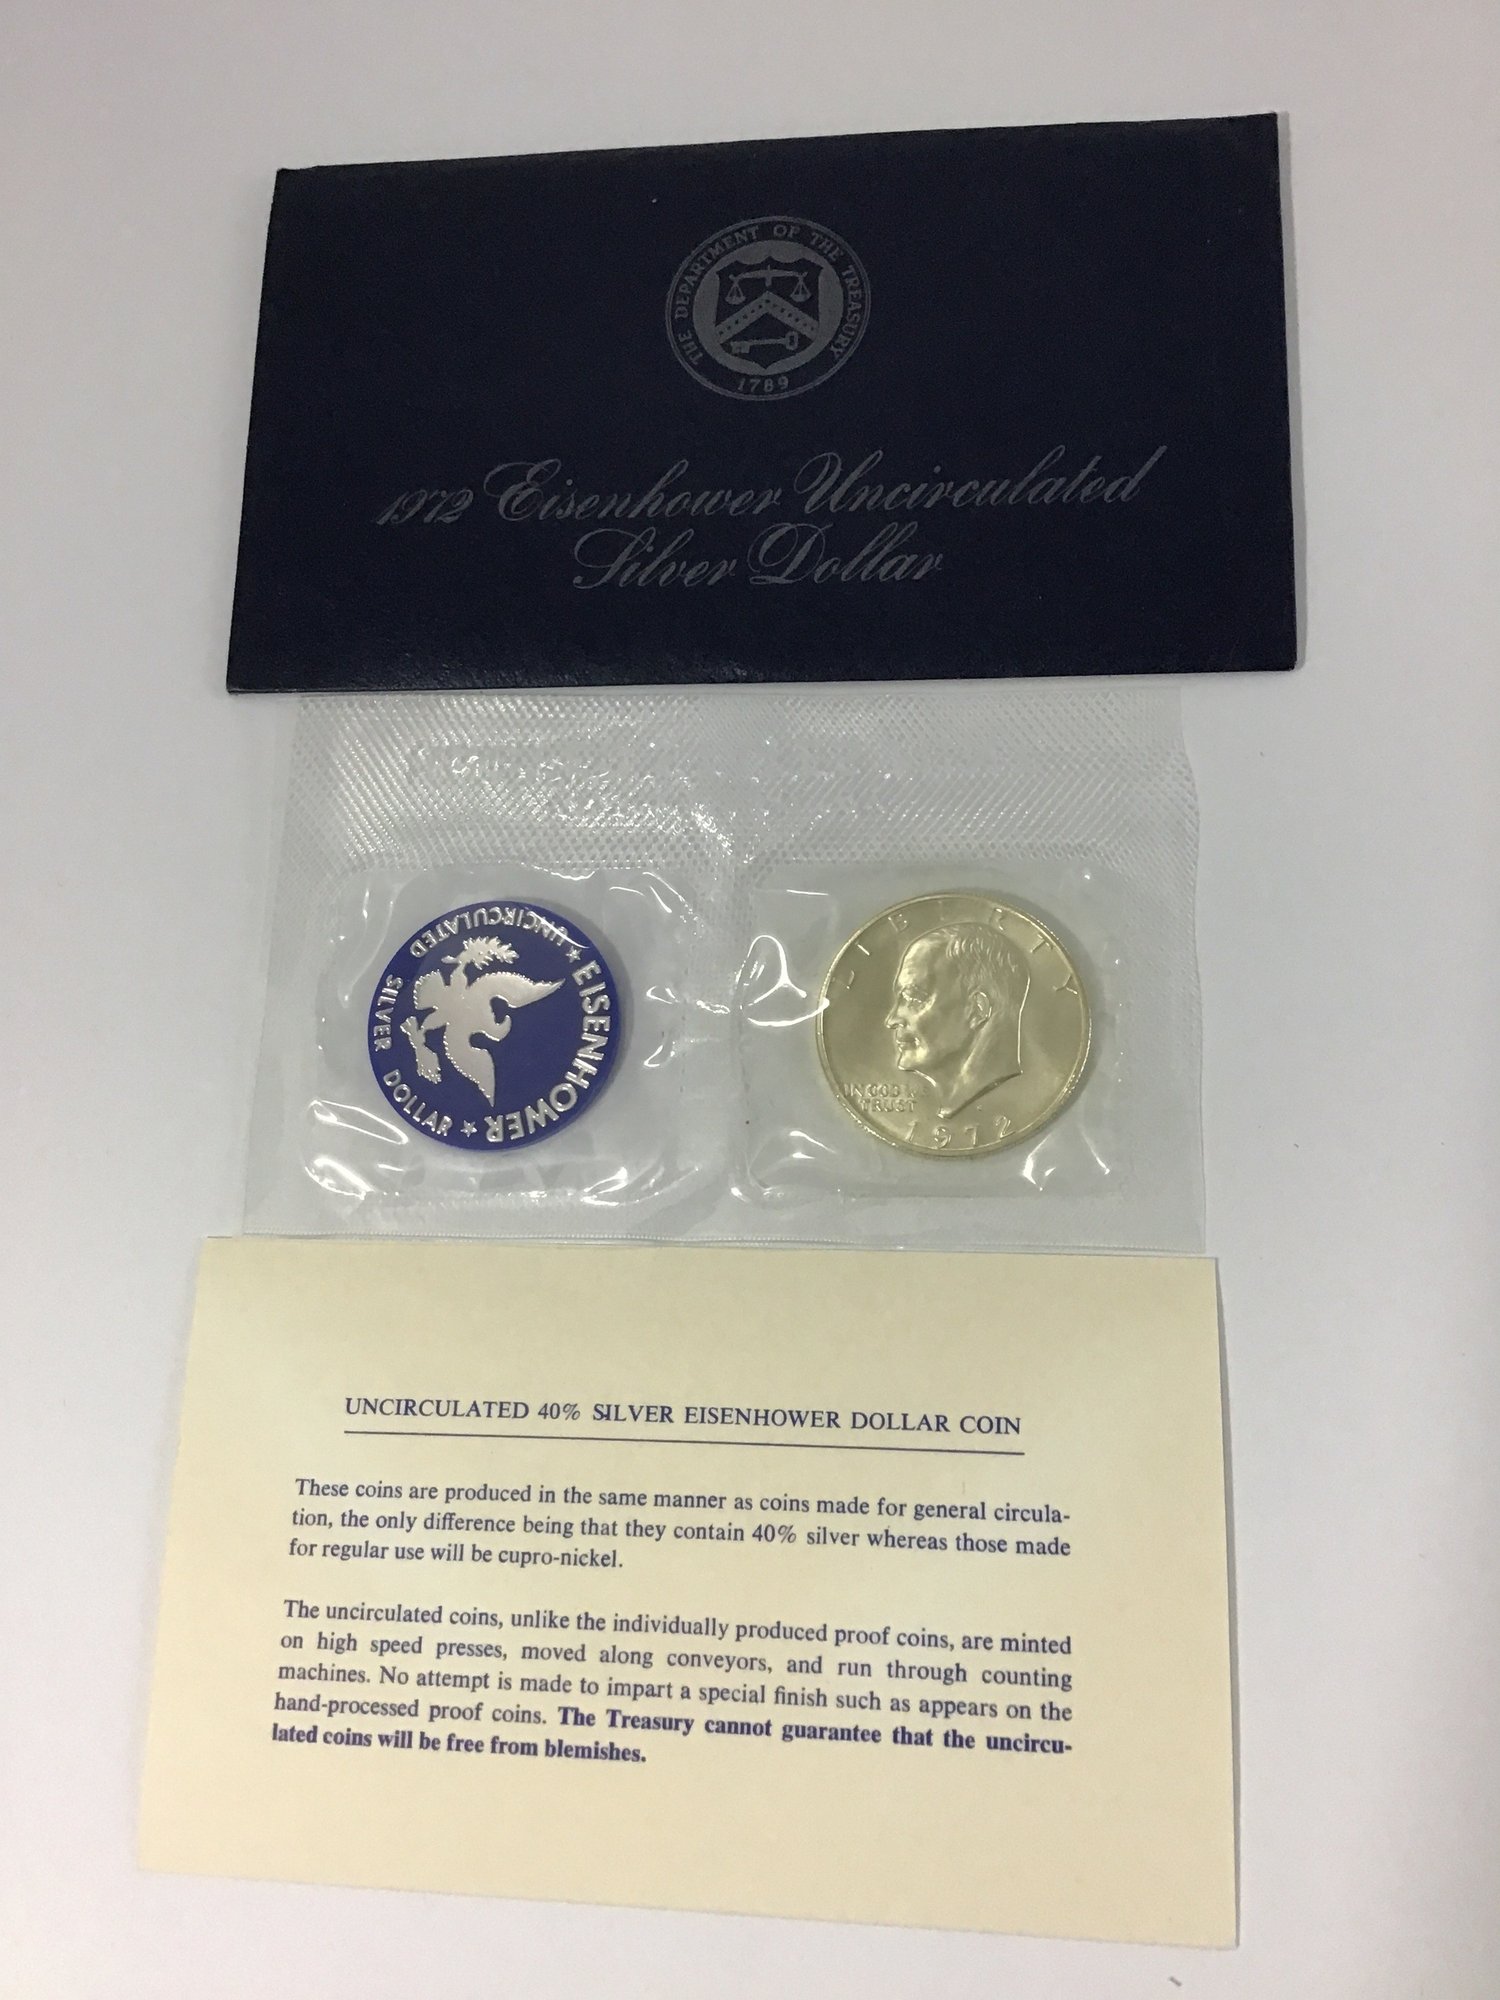 THE DEPARTMENT OF THE TREASURY
1789
1972 Eisenhower Uncirculated
Silver Dollar
EISENHOWER
★ UNCIRCULATED SILVER DOLLAR ★
LIBERTY
IN GOD WE
TRUST
1972
UNCIRCULATED 40% SILVER EISENHOWER DOLLAR COIN
These coins are produced in the same manner as coins made for general circula-
tion, the only difference being that they contain 40% silver whereas those made
for regular use will be cupro-nickel.
The uncirculated coins, unlike the individually produced proof coins, are minted
on high speed presses, moved along conveyors, and run through counting
machines. No attempt is made to impart a special finish such as appears on the
hand-processed proof coins. The Treasury cannot guarantee that the uncircu-
lated coins will be free from blemishes.